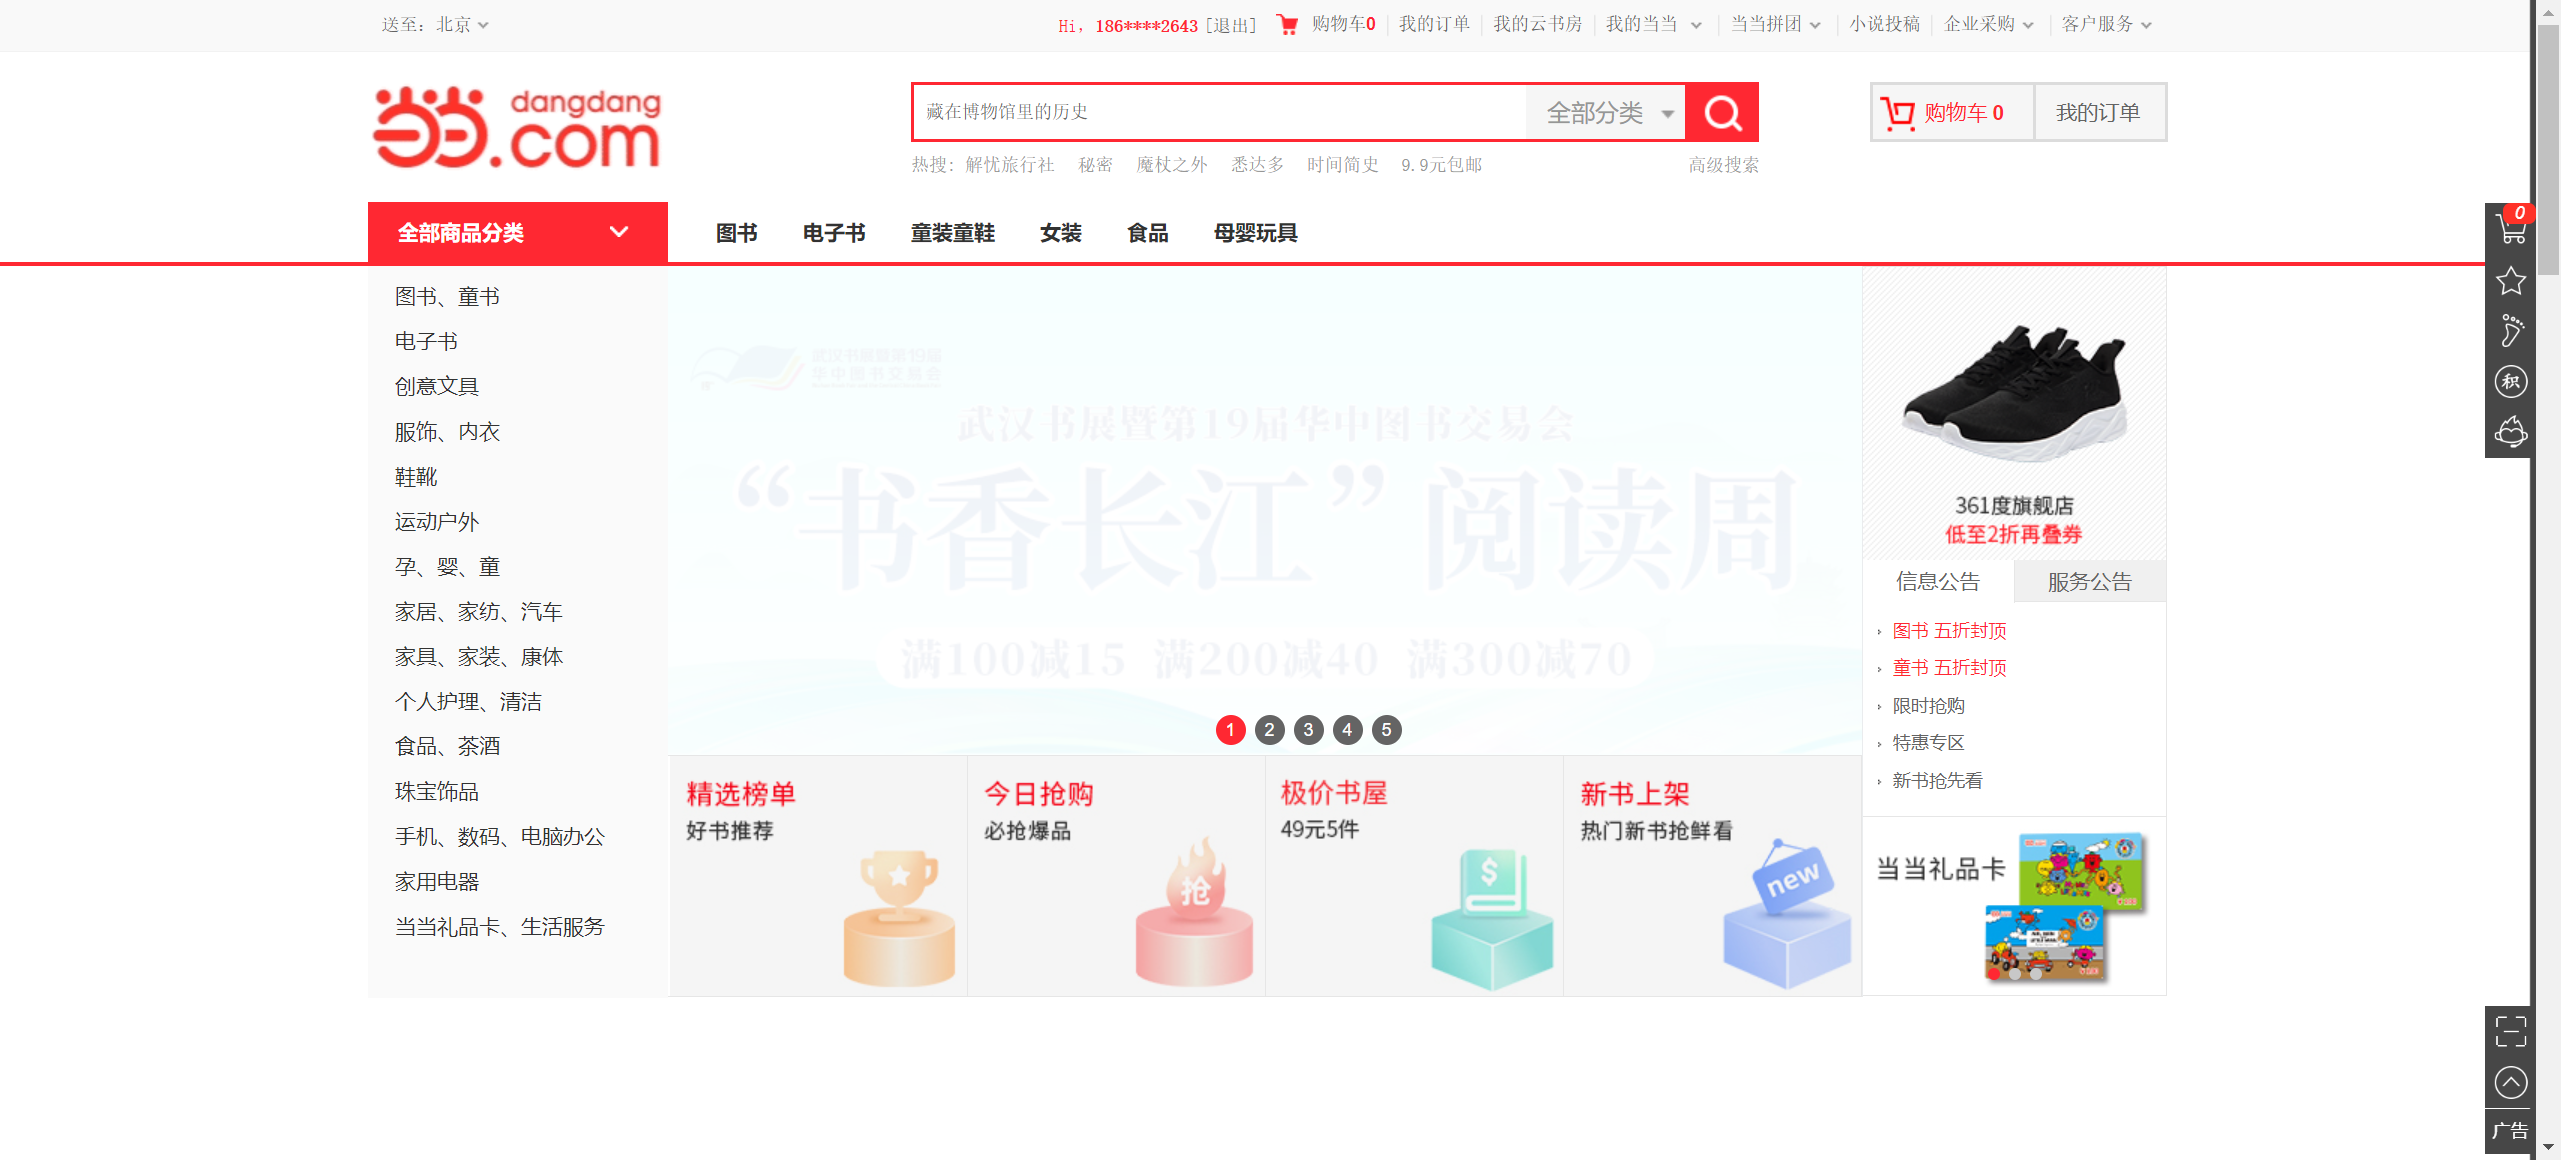 送至：北京
Hi，186****2643 [退出] 购物车0 我的订单 我的云书房 我的当当 当当拼团 小说投稿 企业采购 客户服务
当当 dangdang
.com
藏在博物馆里的历史 全部分类
购物车 0 我的订单
热搜：解忧旅行社 秘密 魔杖之外 悉达多 时间简史 9.9元包邮 高级搜索
全部商品分类 图书 电子书 童装童鞋 女装 食品 母婴玩具
图书、童书
电子书
创意文具
服饰、内衣
鞋靴
运动户外
孕、婴、童
家居、家纺、汽车
家具、家装、康体
个人护理、清洁
食品、茶酒
珠宝饰品
手机、数码、电脑办公
家用电器
当当礼品卡、生活服务
武汉书展暨第19届
华中图书交易会
武汉书展暨第19届华中图书交易会
“书香长江”阅读周
满100减15 满200减40 满300减70
1 2 3 4 5
精选榜单
好书推荐
今日抢购
必抢爆品
抢
极价书屋
49元5件
$
新书上架
热门新书抢鲜看
new
361度旗舰店
低至2折再叠券
信息公告 服务公告
图书 五折封顶
童书 五折封顶
限时抢购
特惠专区
新书抢先看
当当礼品卡
0
积
广告